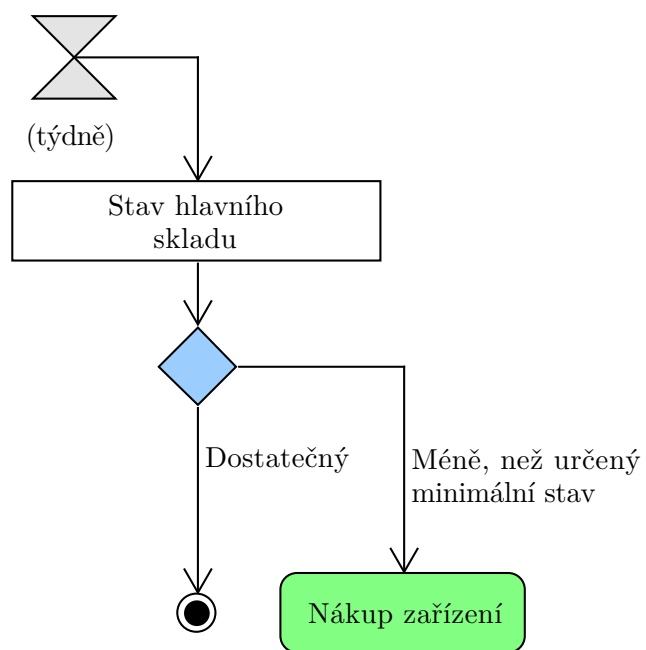 (týdně)
Stav hlavního
skladu
Dostatečný
Méně, než určený
minimální stav
Nákup zařízení